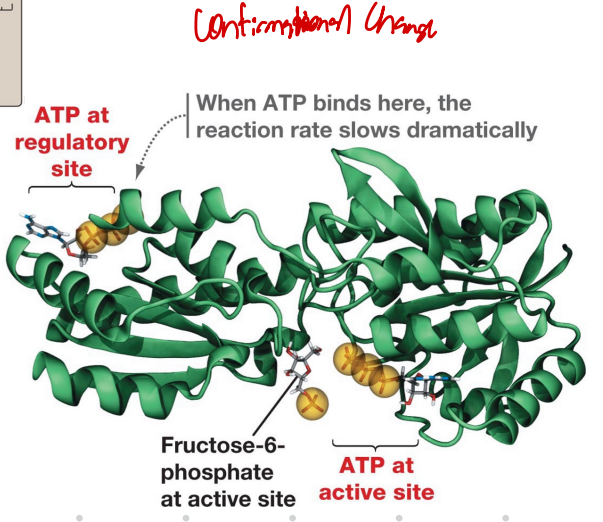 Confirmational Change
When ATP binds here, the
reaction rate slows dramatically
ATP at
regulatory
site
Fructose-6-
phosphate
at active site
ATP at
active site